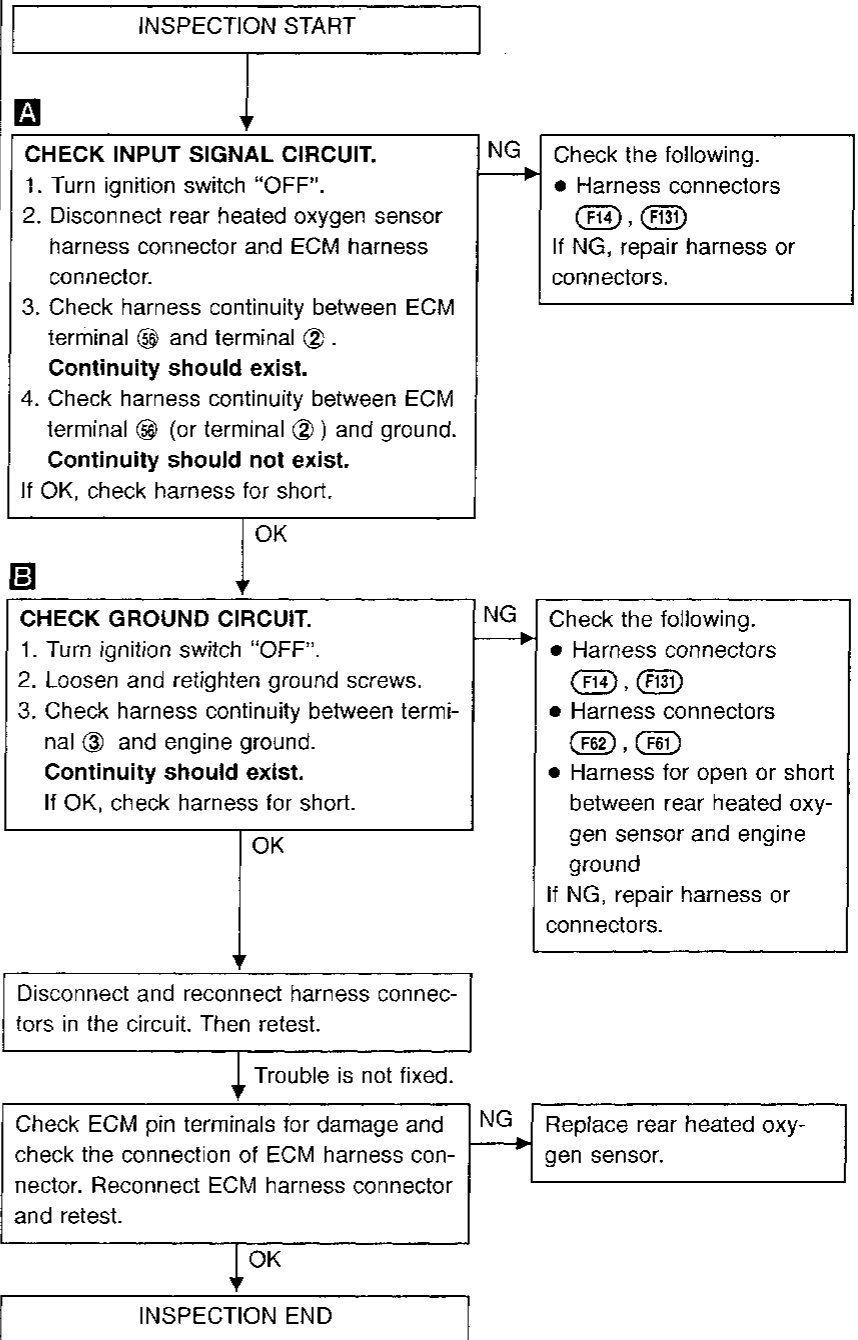 INSPECTION START
A
CHECK INPUT SIGNAL CIRCUIT.
1. Turn ignition switch “OFF”.
2. Disconnect rear heated oxygen sensor
harness connector and ECM harness
connector.
3. Check harness continuity between ECM
terminal 56 and terminal ② .
Continuity should exist.
4. Check harness continuity between ECM
terminal 56 (or terminal ② ) and ground.
Continuity should not exist.
If OK, check harness for short.
NG
Check the following.
● Harness connectors
F14 , F131
If NG, repair harness or
connectors.
OK
B
CHECK GROUND CIRCUIT.
1. Turn ignition switch “OFF”.
2. Loosen and retighten ground screws.
3. Check harness continuity between termi-
nal ③ and engine ground.
Continuity should exist.
If OK, check harness for short.
NG
Check the following.
● Harness connectors
F14 , F131
● Harness connectors
F62 , F61
● Harness for open or short
between rear heated oxy-
gen sensor and engine
ground
If NG, repair harness or
connectors.
OK
Disconnect and reconnect harness connec-
tors in the circuit. Then retest.
Trouble is not fixed.
Check ECM pin terminals for damage and
check the connection of ECM harness con-
nector. Reconnect ECM harness connector
and retest.
NG
Replace rear heated oxy-
gen sensor.
OK
INSPECTION END